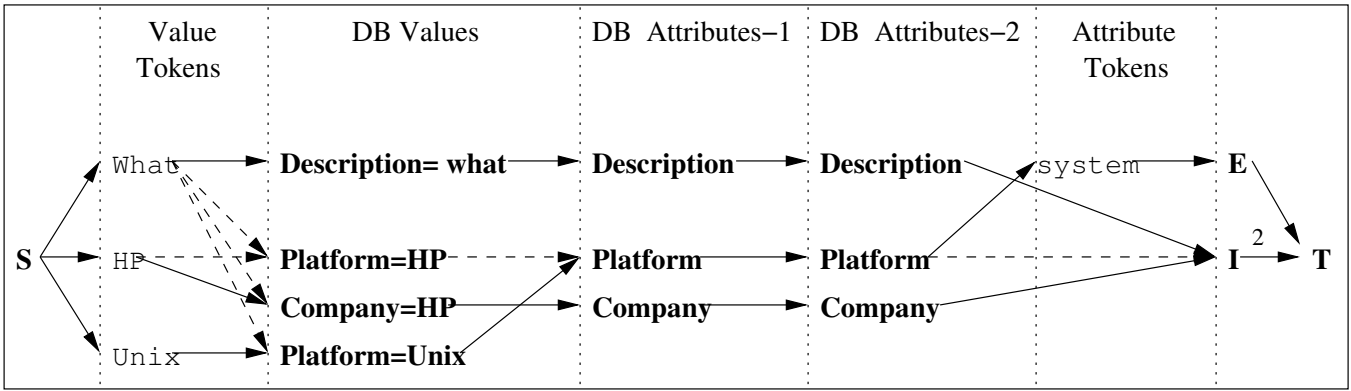 Value Tokens
DB Values
DB Attributes−1
DB Attributes−2
Attribute Tokens
What
Description= what
Description
Description
system
E
S
HP
Platform=HP
Platform
Platform
I
2
T
Company=HP
Company
Company
Unix
Platform=Unix